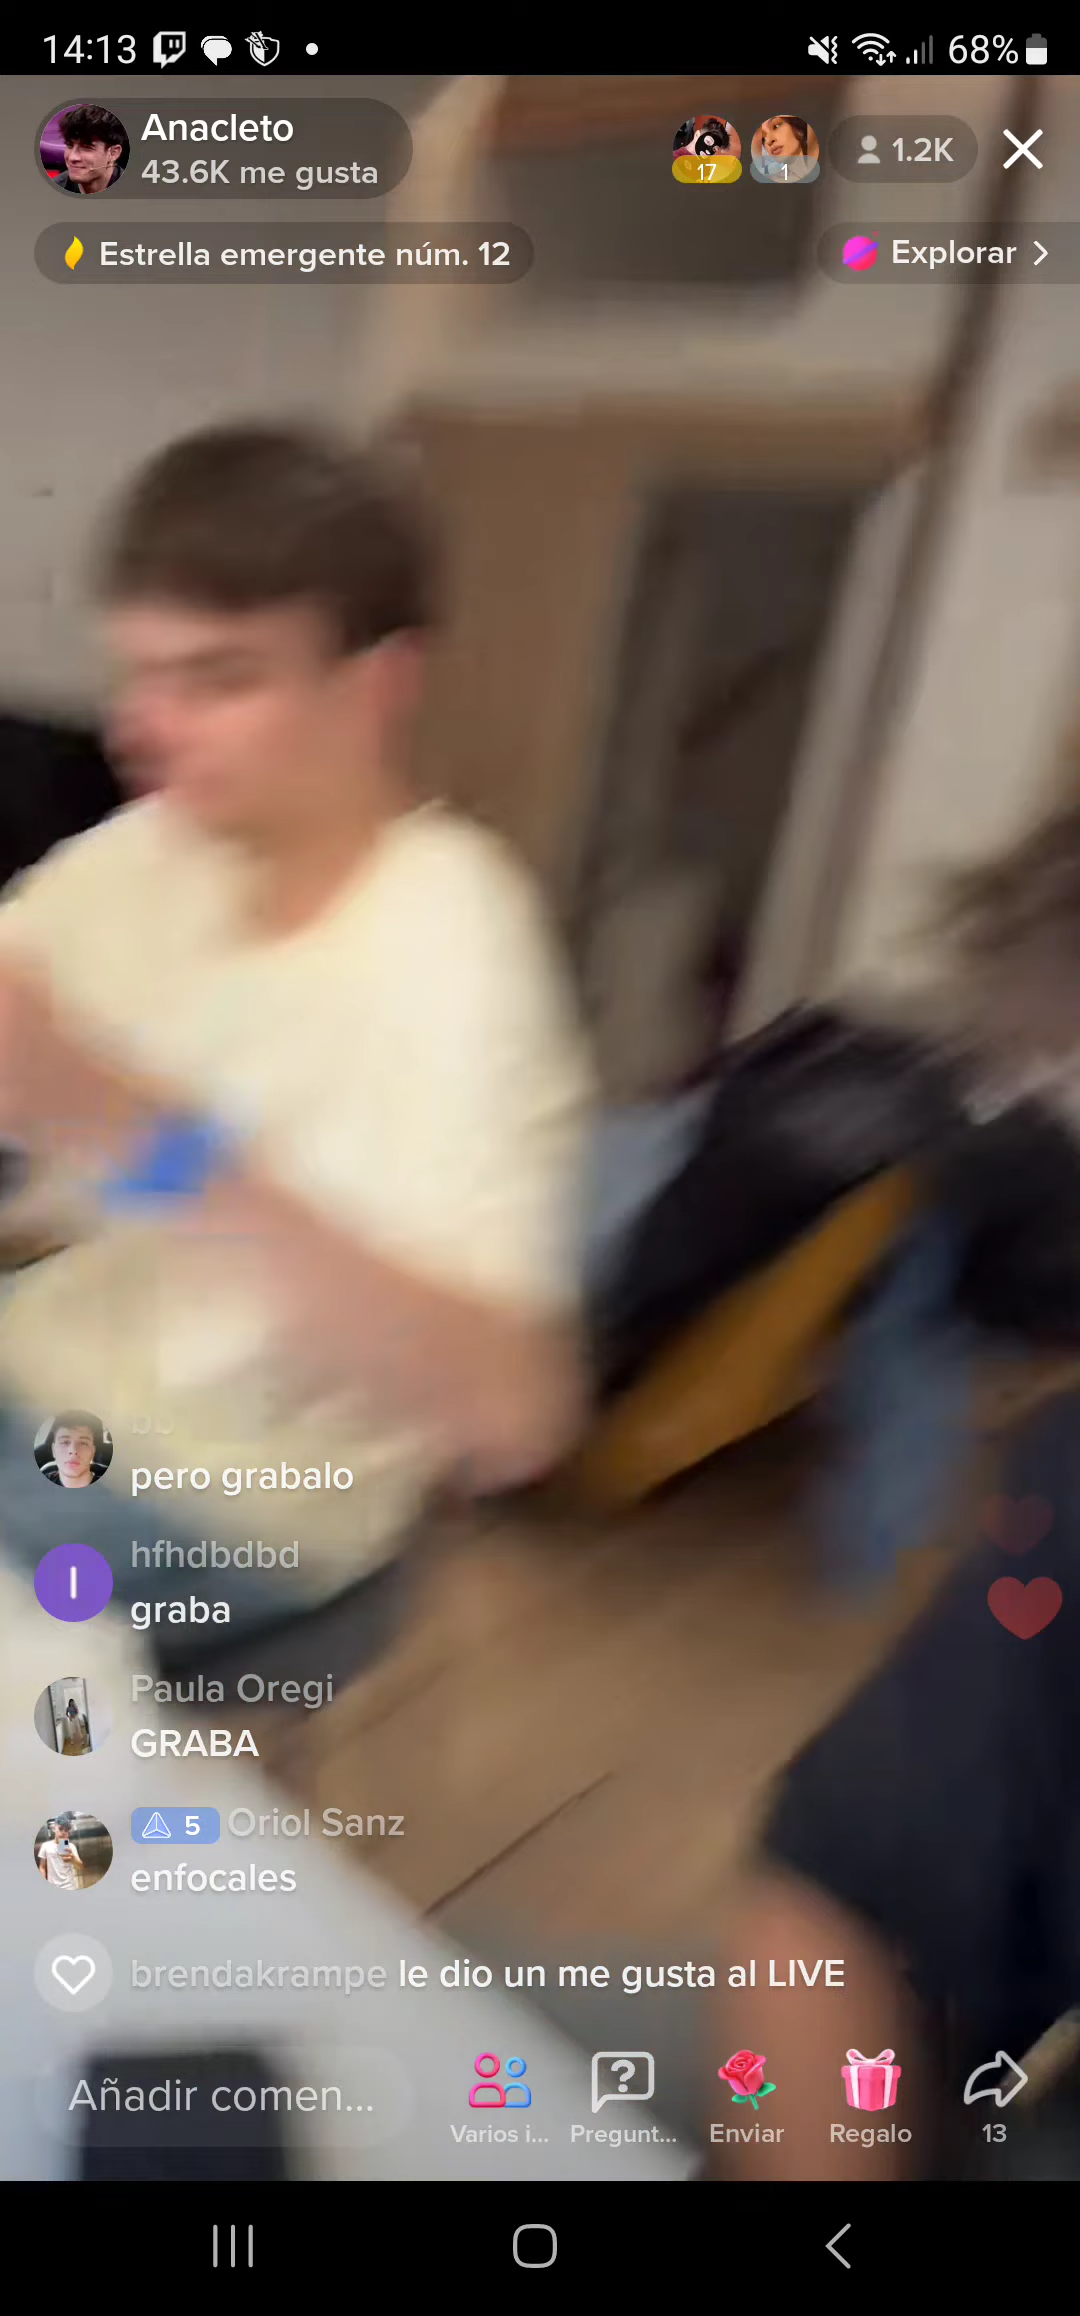 14:13
68%
Anacleto
43.6K me gusta
17
1
1.2K
Estrella emergente núm. 12
Explorar
bb
pero grabalo
hfhdbdbd
I
graba
Paula Oregi
GRABA
5 Oriol Sanz
enfocales
brendakrampe le dio un me gusta al LIVE
Añadir comen...
Varios i...
Pregunt...
Enviar
Regalo
13